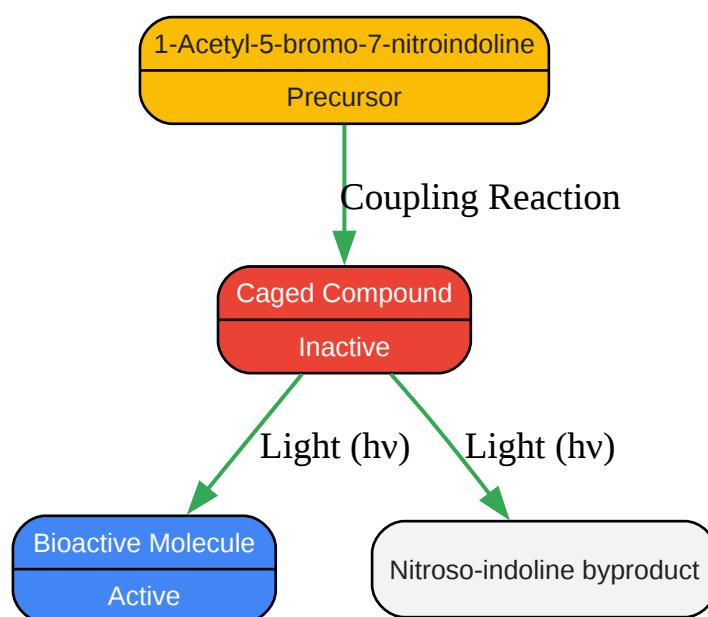 1-Acetyl-5-bromo-7-nitroindoline
Precursor
Coupling Reaction
Caged Compound
Inactive
Light (hν)
Light (hν)
Bioactive Molecule
Active
Nitroso-indoline byproduct